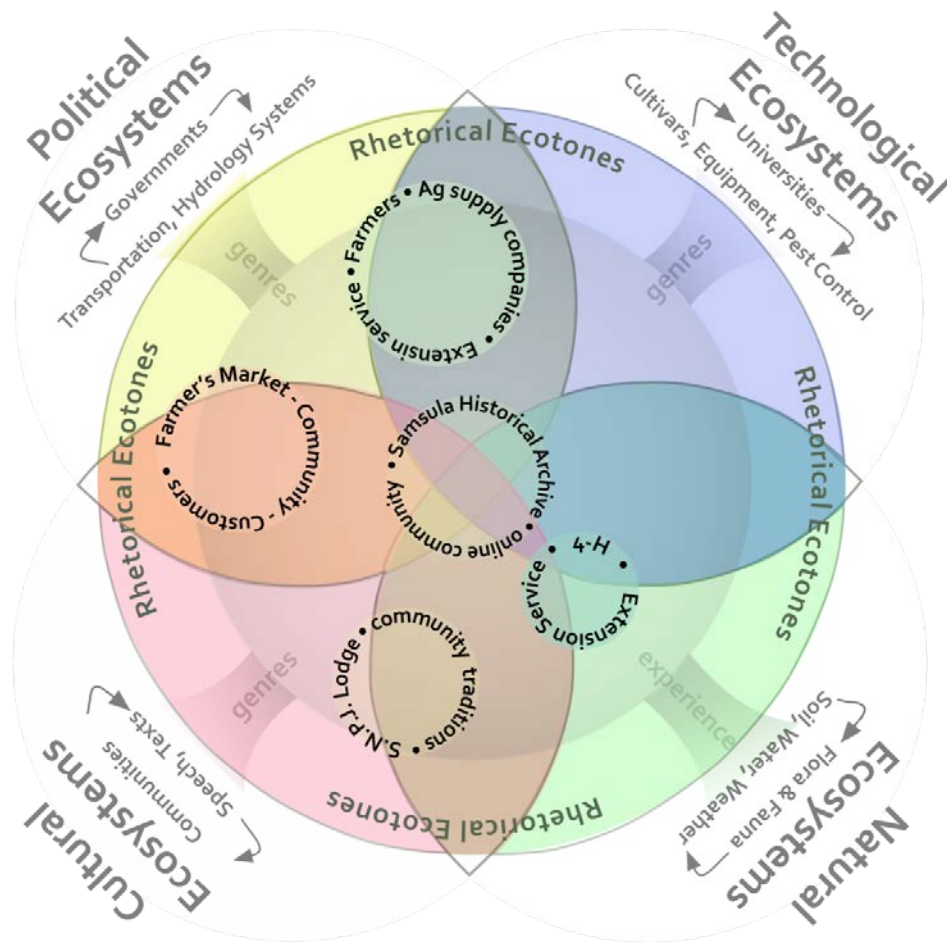 Political
Ecosystems
Governments
Transportation, Hydrology Systems
Technological
Ecosystems
Universities
Cultivars, Equipment, Pest Control
Rhetorical Ecotones
genres
genres
• Farmers • Ag supply companies • Extensin service
Rhetorical Ecotones
Rhetorical Ecotones
Farmer's Market - Community - Customers •
• Samsula Historical Archive • online community
4-H • Extension Service •
S.N.P.J. Lodge • community traditions •
genres
experience
Rhetorical Ecotones
Rhetorical Ecotones
Speech, Texts
Communities
Cultural
Ecosystems
Soil, Water, Weather
Flora & Fauna
Natural
Ecosystems